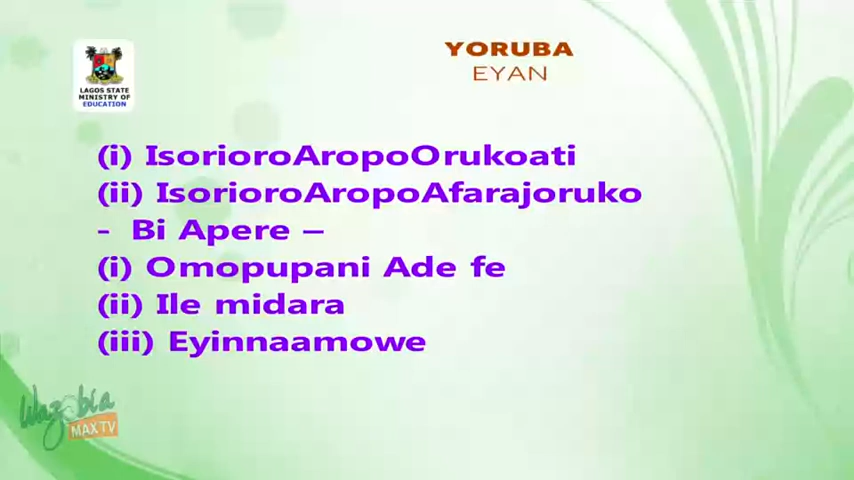 YORUBA
EYAN
LAGOS STATE
MINISTRY OF
EDUCATION
(i) IsorioroAropoOrukoati
(ii) IsorioroAropoAfarajoruko
- Bi Apere –
(i) Omopupani Ade fe
(ii) Ile midara
(iii) Eyinnaamowe
Wazobia
MAX TV